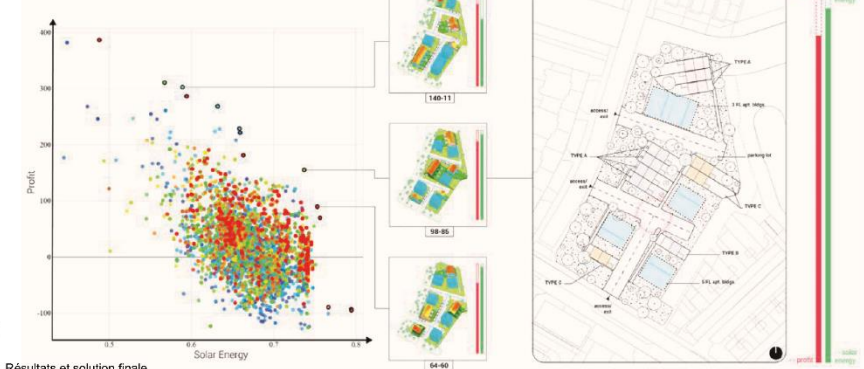 energy
400
300
200
100
0
-100
Profit
0.5
0.6
0.7
0.8
Solar Energy
140-11
98-86
64-60
TYPE A
3 Fl. apt. bldgs.
access/
exit
TYPE A
parking lot
access/
exit
TYPE C
TYPE B
TYPE C
5 Fl. apt. bldgs.
access/
exit
profit
solar
energy
Résultats et solution finale